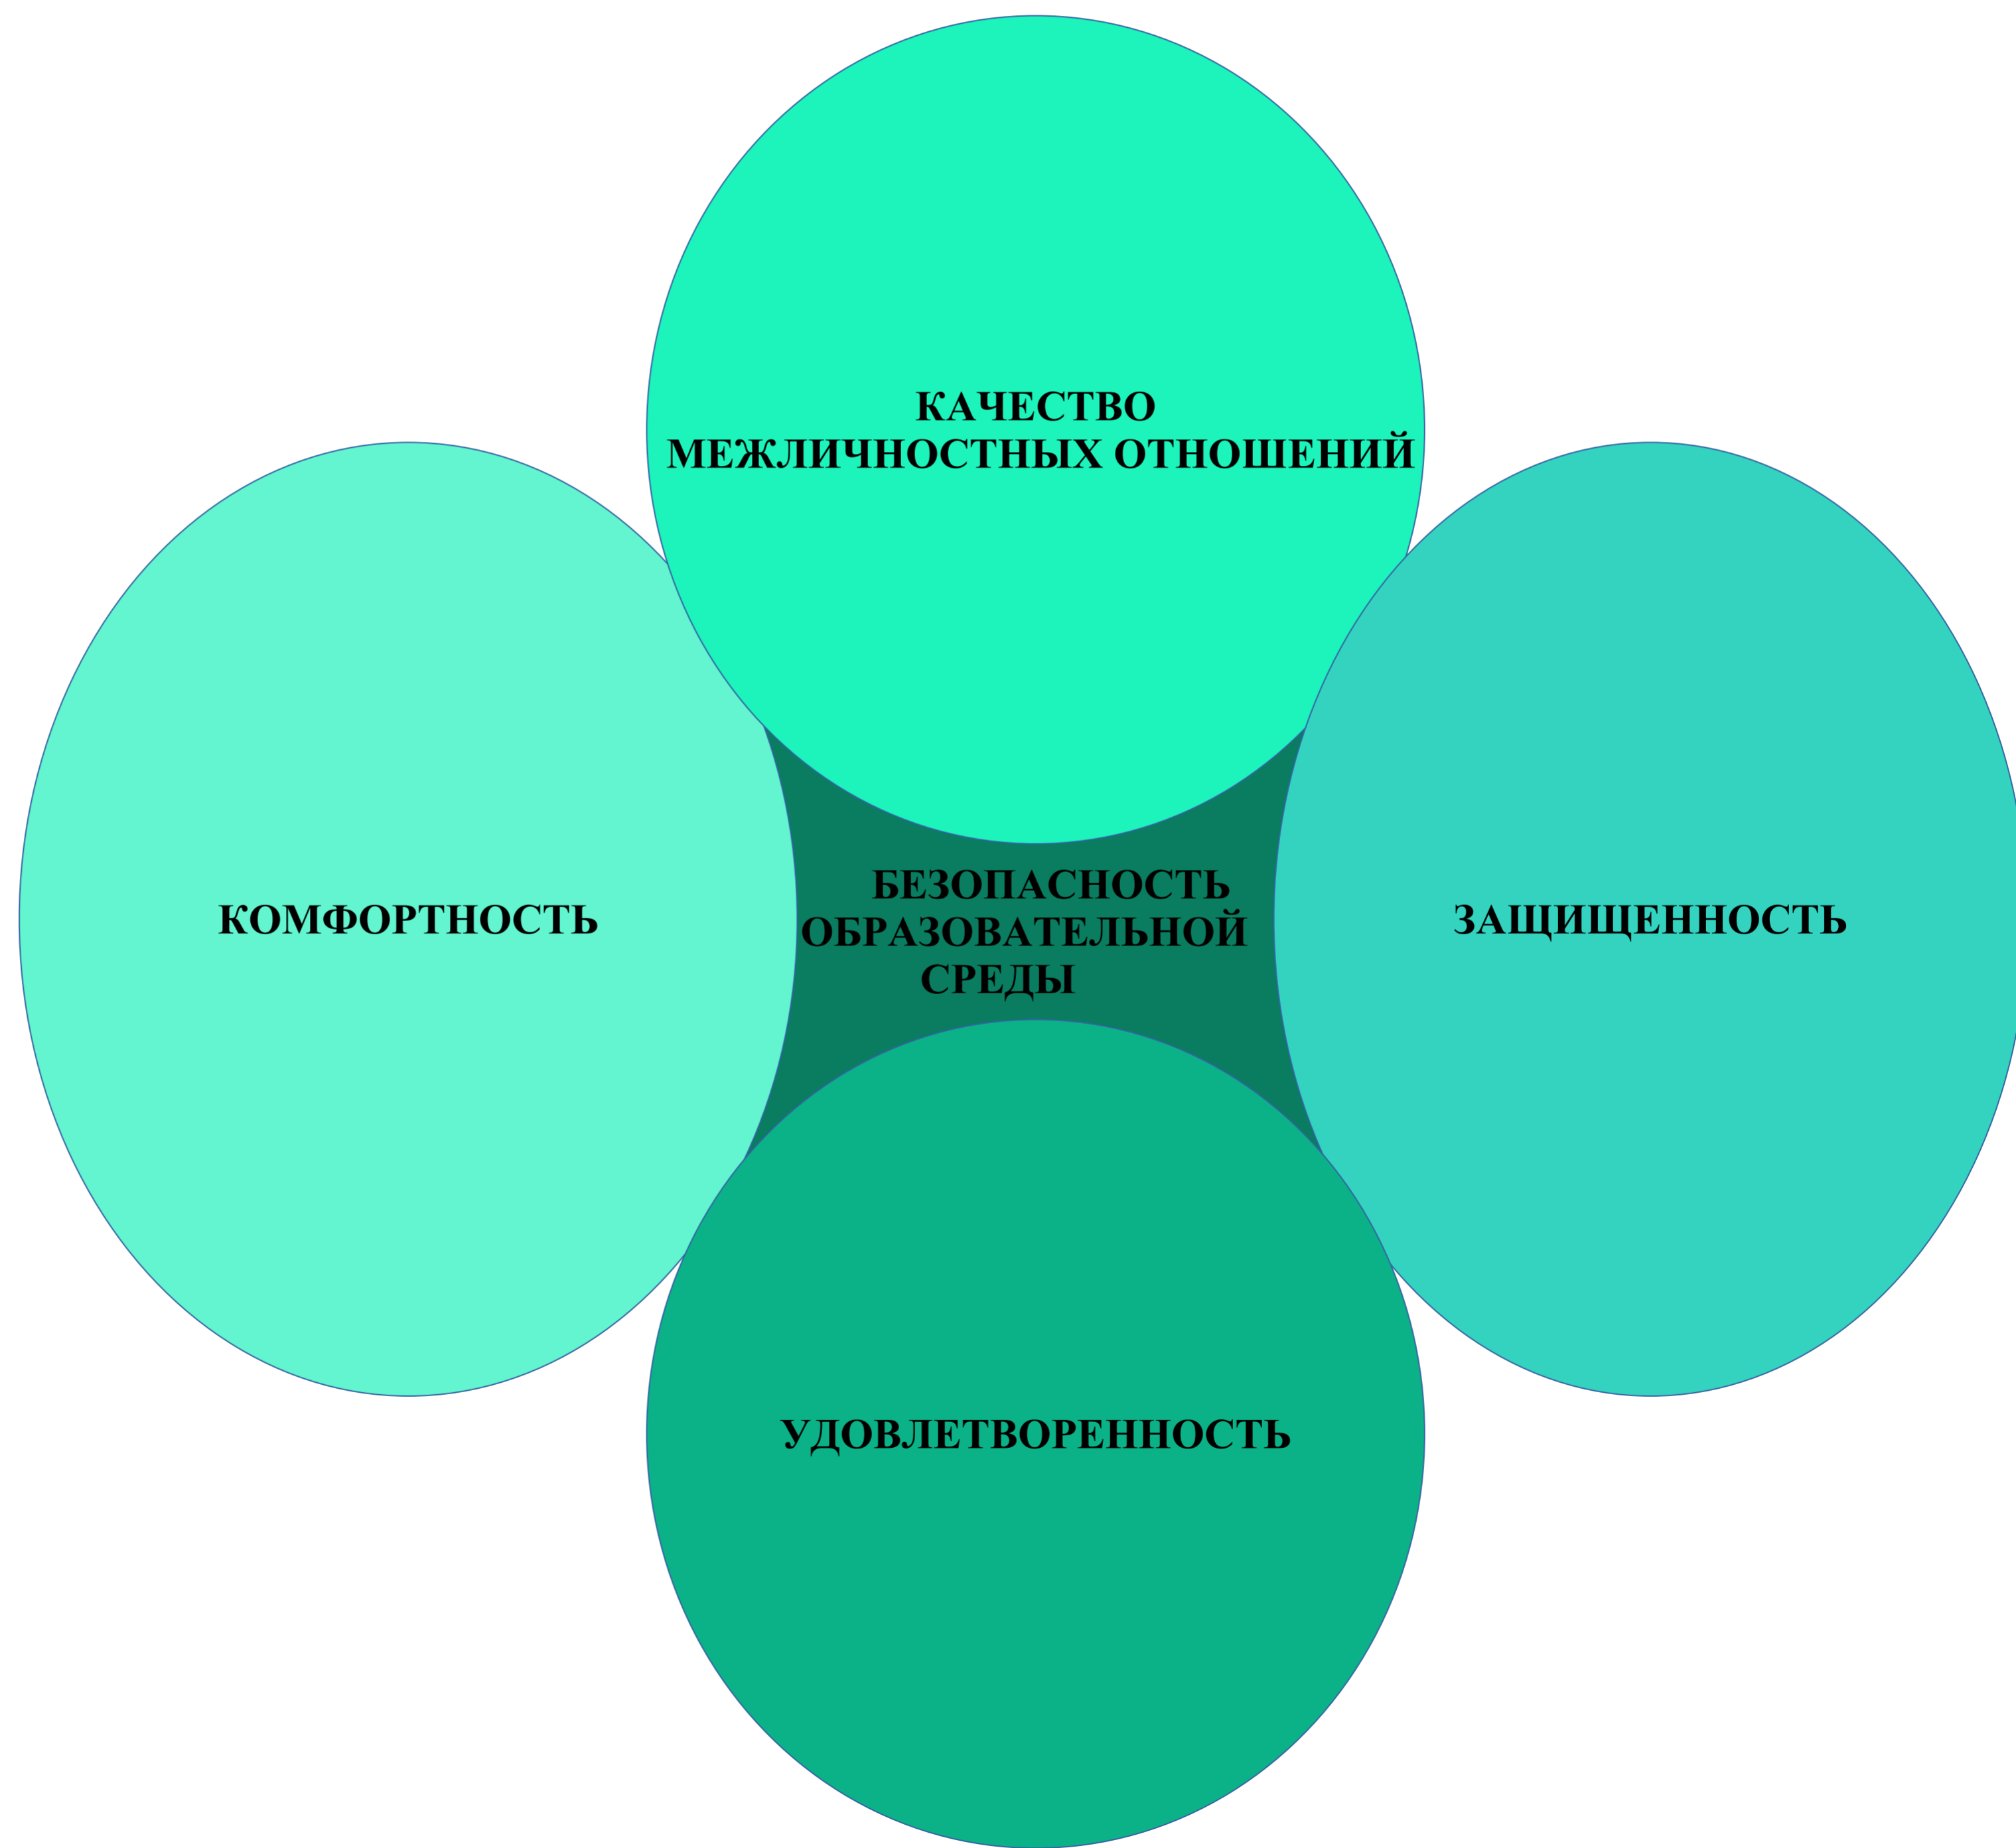 КАЧЕСТВО
МЕЖЛИЧНОСТНЫХ ОТНОШЕНИЙ
КОМФОРТНОСТЬ
БЕЗОПАСНОСТЬ
ОБРАЗОВАТЕЛЬНОЙ
СРЕДЫ
ЗАЩИЩЕННОСТЬ
УДОВЛЕТВОРЕННОСТЬ